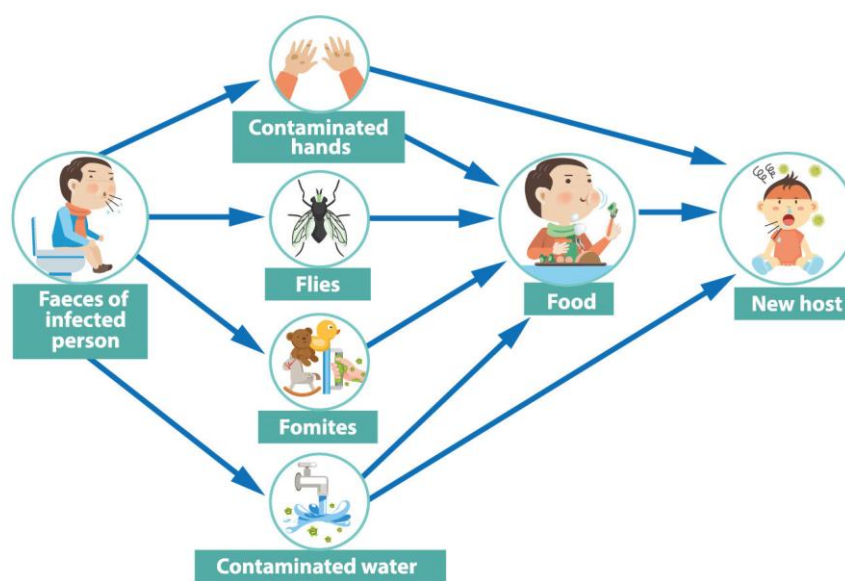 Contaminated
hands
Faeces of
infected
person
Flies
Food
New host
Fomites
Contaminated water